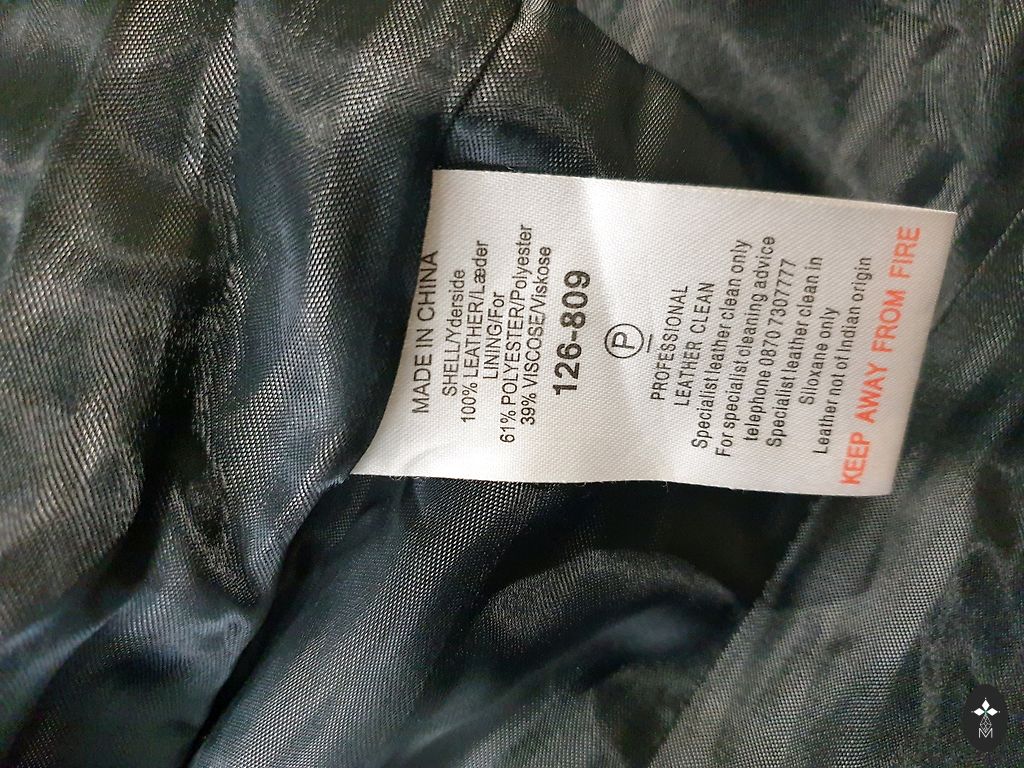 MADE IN CHINA
SHELL/Yderside
100% LEATHER/Læder
LINING/For
61% POLYESTER/Polyester
39% VISCOSE/Viskose
126-809
P
PROFESSIONAL
LEATHER CLEAN
Specialist leather clean only
For specialist cleaning advice
telephone 0870 7307777
Specialist leather clean in
Siloxane only
Leather not of Indian origin
KEEP AWAY FROM FIRE
M